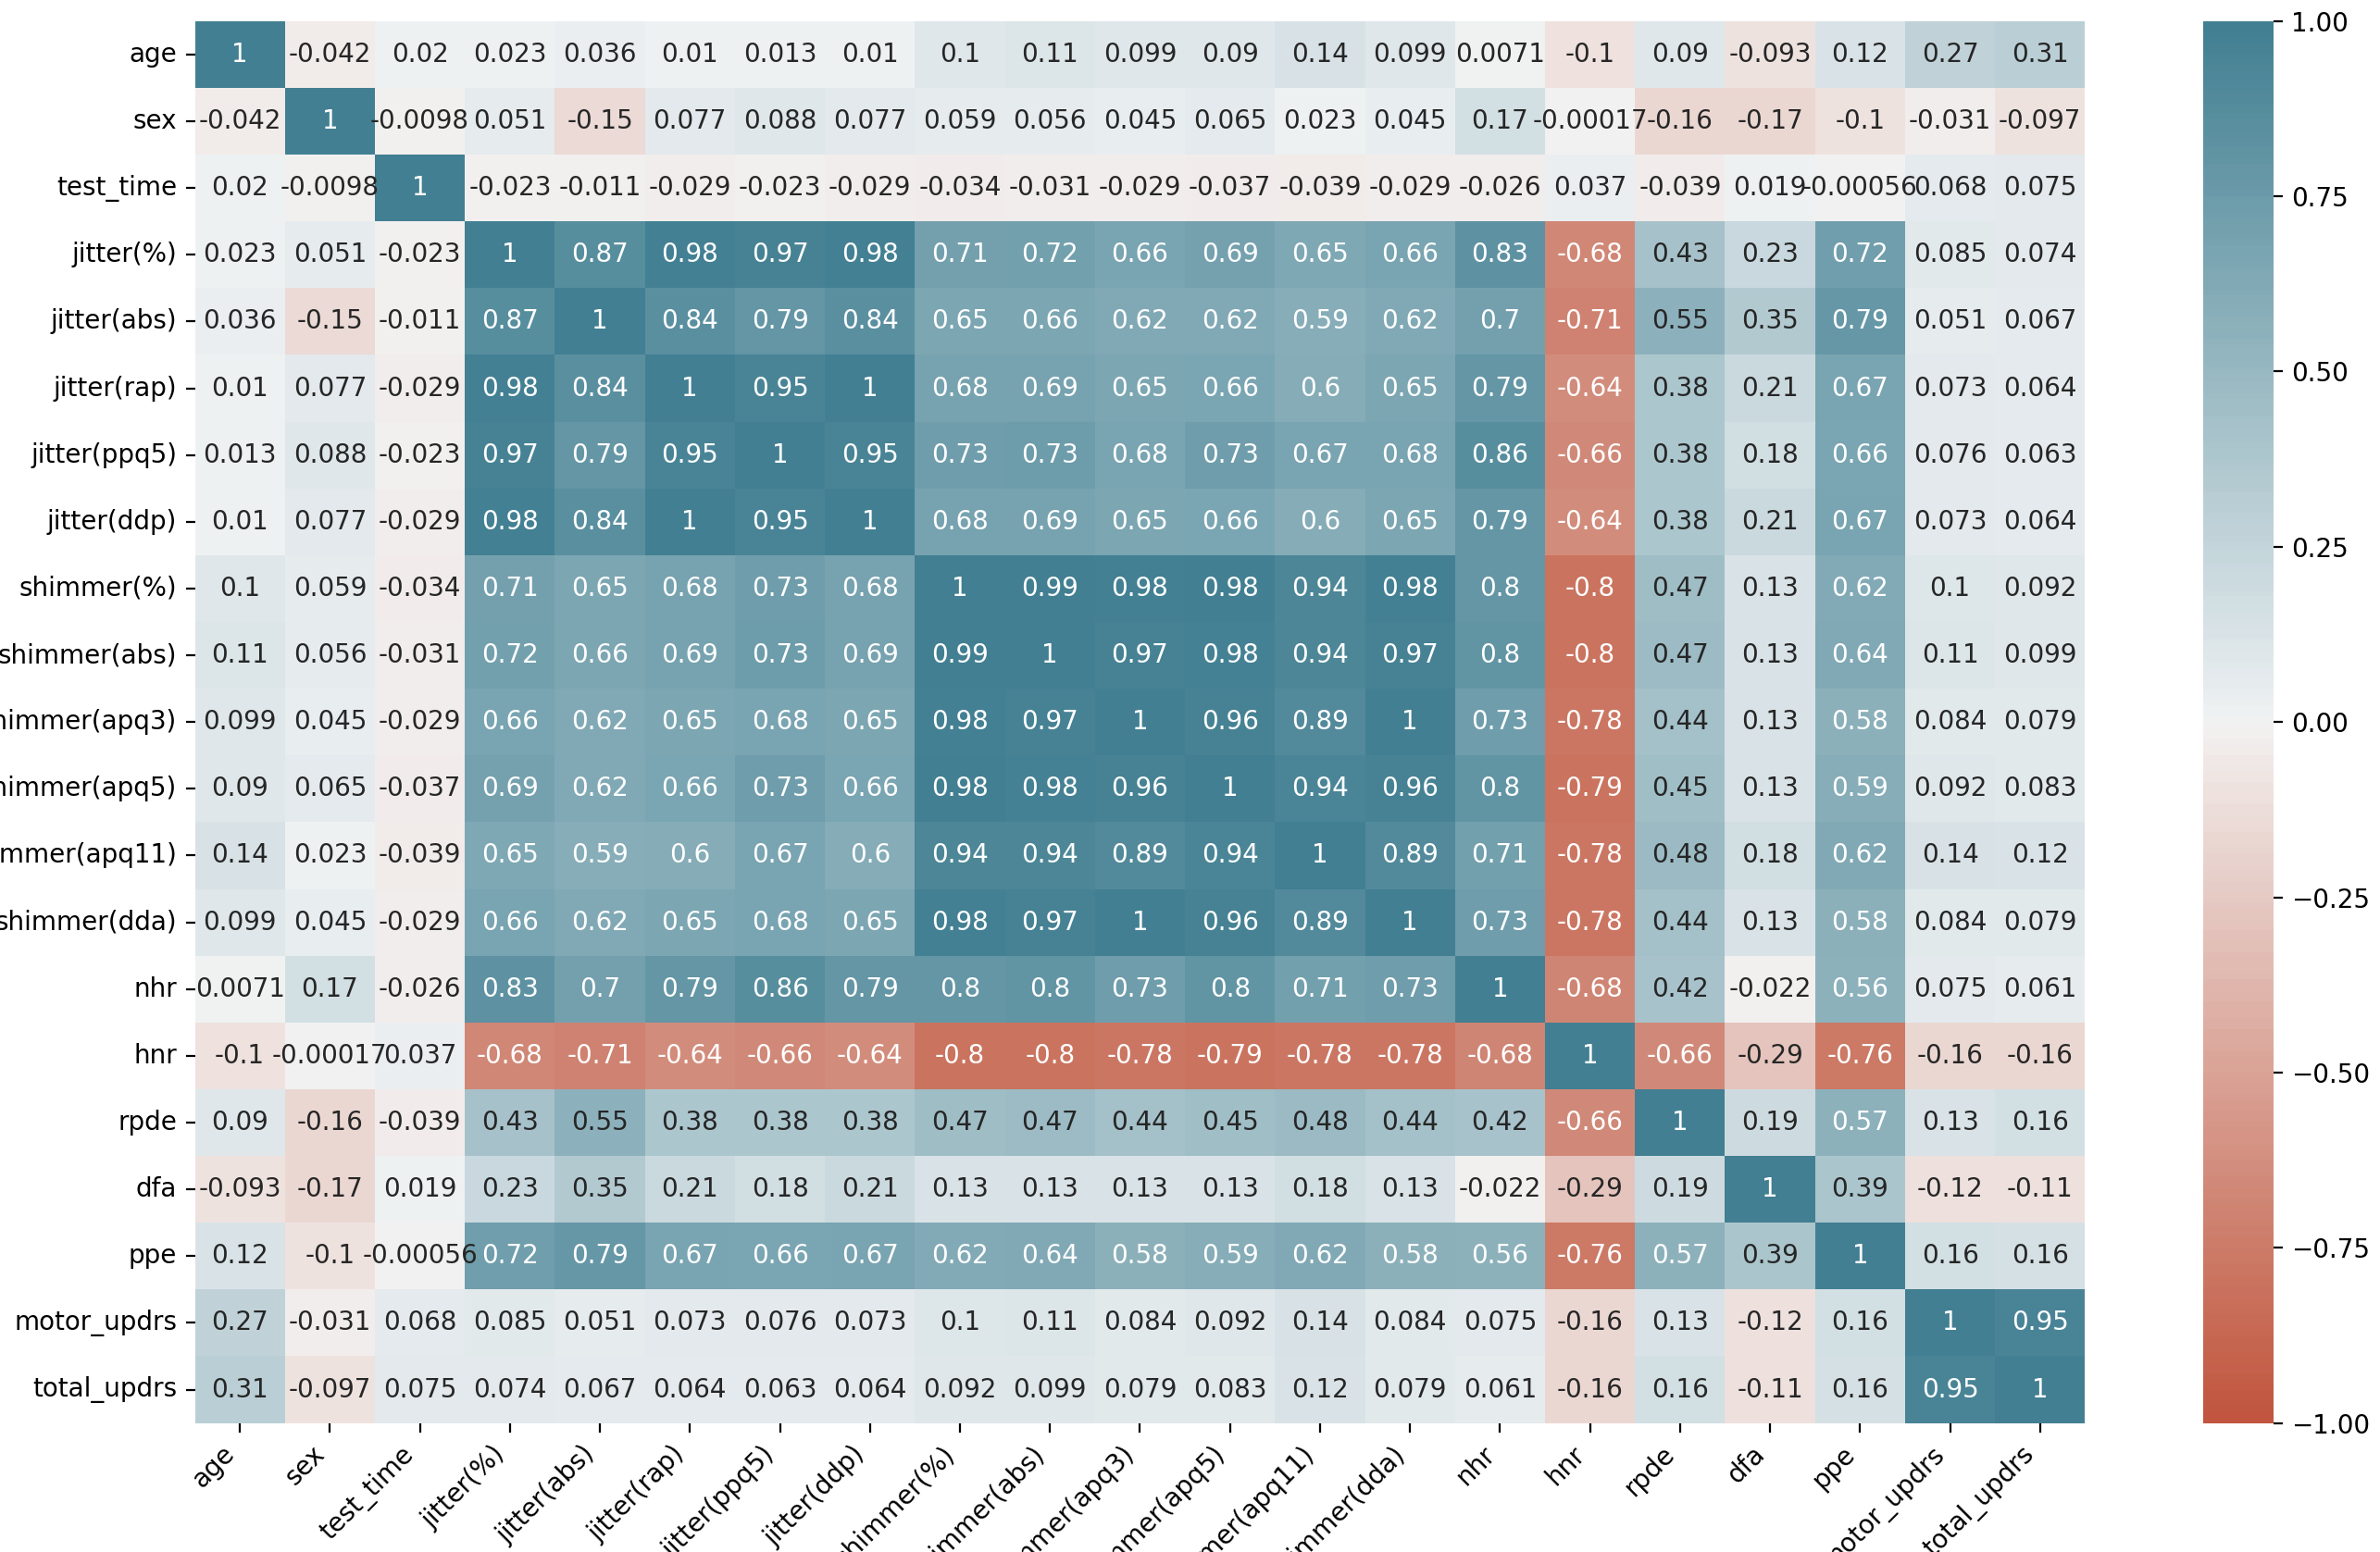 age 1 -0.042 0.02 0.023 0.036 0.01 0.013 0.01 0.1 0.11 0.099 0.09 0.14 0.099 0.0071 -0.1 0.09 -0.093 0.12 0.27 0.31 1.00
sex -0.042 1 -0.0098 0.051 -0.15 0.077 0.088 0.077 0.059 0.056 0.045 0.065 0.023 0.045 0.17 -0.00017 -0.16 -0.17 -0.1 -0.031 -0.097
test_time 0.02 -0.0098 1 -0.023 -0.011 -0.029 -0.023 -0.029 -0.034 -0.031 -0.029 -0.037 -0.039 -0.029 -0.026 0.037 -0.039 0.019 -0.00056 0.068 0.075 0.75
jitter(%) 0.023 0.051 -0.023 1 0.87 0.98 0.97 0.98 0.71 0.72 0.66 0.69 0.65 0.66 0.83 -0.68 0.43 0.23 0.72 0.085 0.074
jitter(abs) 0.036 -0.15 -0.011 0.87 1 0.84 0.79 0.84 0.65 0.66 0.62 0.62 0.59 0.62 0.7 -0.71 0.55 0.35 0.79 0.051 0.067
jitter(rap) 0.01 0.077 -0.029 0.98 0.84 1 0.95 1 0.68 0.69 0.65 0.66 0.6 0.65 0.79 -0.64 0.38 0.21 0.67 0.073 0.064 0.50
jitter(ppq5) 0.013 0.088 -0.023 0.97 0.79 0.95 1 0.95 0.73 0.73 0.68 0.73 0.67 0.68 0.86 -0.66 0.38 0.18 0.66 0.076 0.063
jitter(ddp) 0.01 0.077 -0.029 0.98 0.84 1 0.95 1 0.68 0.69 0.65 0.66 0.6 0.65 0.79 -0.64 0.38 0.21 0.67 0.073 0.064 0.25
shimmer(%) 0.1 0.059 -0.034 0.71 0.65 0.68 0.73 0.68 1 0.99 0.98 0.98 0.94 0.98 0.8 -0.8 0.47 0.13 0.62 0.1 0.092
shimmer(abs) 0.11 0.056 -0.031 0.72 0.66 0.69 0.73 0.69 0.99 1 0.97 0.98 0.94 0.97 0.8 -0.8 0.47 0.13 0.64 0.11 0.099
immer(apq3) 0.099 0.045 -0.029 0.66 0.62 0.65 0.68 0.65 0.98 0.97 1 0.96 0.89 1 0.73 -0.78 0.44 0.13 0.58 0.084 0.079 0.00
immer(apq5) 0.09 0.065 -0.037 0.69 0.62 0.66 0.73 0.66 0.98 0.98 0.96 1 0.94 0.96 0.8 -0.79 0.45 0.13 0.59 0.092 0.083
mmer(apq11) 0.14 0.023 -0.039 0.65 0.59 0.6 0.67 0.6 0.94 0.94 0.89 0.94 1 0.89 0.71 -0.78 0.48 0.18 0.62 0.14 0.12
shimmer(dda) 0.099 0.045 -0.029 0.66 0.62 0.65 0.68 0.65 0.98 0.97 1 0.96 0.89 1 0.73 -0.78 0.44 0.13 0.58 0.084 0.079 −0.25
nhr 0.0071 0.17 -0.026 0.83 0.7 0.79 0.86 0.79 0.8 0.8 0.73 0.8 0.71 0.73 1 -0.68 0.42 -0.022 0.56 0.075 0.061
hnr -0.1 -0.00017 0.037 -0.68 -0.71 -0.64 -0.66 -0.64 -0.8 -0.8 -0.78 -0.79 -0.78 -0.78 -0.68 1 -0.66 -0.29 -0.76 -0.16 -0.16 −0.50
rpde 0.09 -0.16 -0.039 0.43 0.55 0.38 0.38 0.38 0.47 0.47 0.44 0.45 0.48 0.44 0.42 -0.66 1 0.19 0.57 0.13 0.16
dfa -0.093 -0.17 0.019 0.23 0.35 0.21 0.18 0.21 0.13 0.13 0.13 0.13 0.18 0.13 -0.022 -0.29 0.19 1 0.39 -0.12 -0.11
ppe 0.12 -0.1 -0.00056 0.72 0.79 0.67 0.66 0.67 0.62 0.64 0.58 0.59 0.62 0.58 0.56 -0.76 0.57 0.39 1 0.16 0.16 −0.75
motor_updrs 0.27 -0.031 0.068 0.085 0.051 0.073 0.076 0.073 0.1 0.11 0.084 0.092 0.14 0.084 0.075 -0.16 0.13 -0.12 0.16 1 0.95
total_updrs 0.31 -0.097 0.075 0.074 0.067 0.064 0.063 0.064 0.092 0.099 0.079 0.083 0.12 0.079 0.061 -0.16 0.16 -0.11 0.16 0.95 1 −1.00
age sex test_time jitter(%) jitter(abs) jitter(rap) jitter(ppq5) jitter(ddp) himmer(%) immer(abs) mmer(apq3) mmer(apq5) mer(apq11) immer(dda) nhr hnr rpde dfa ppe otor_updrs total_updrs